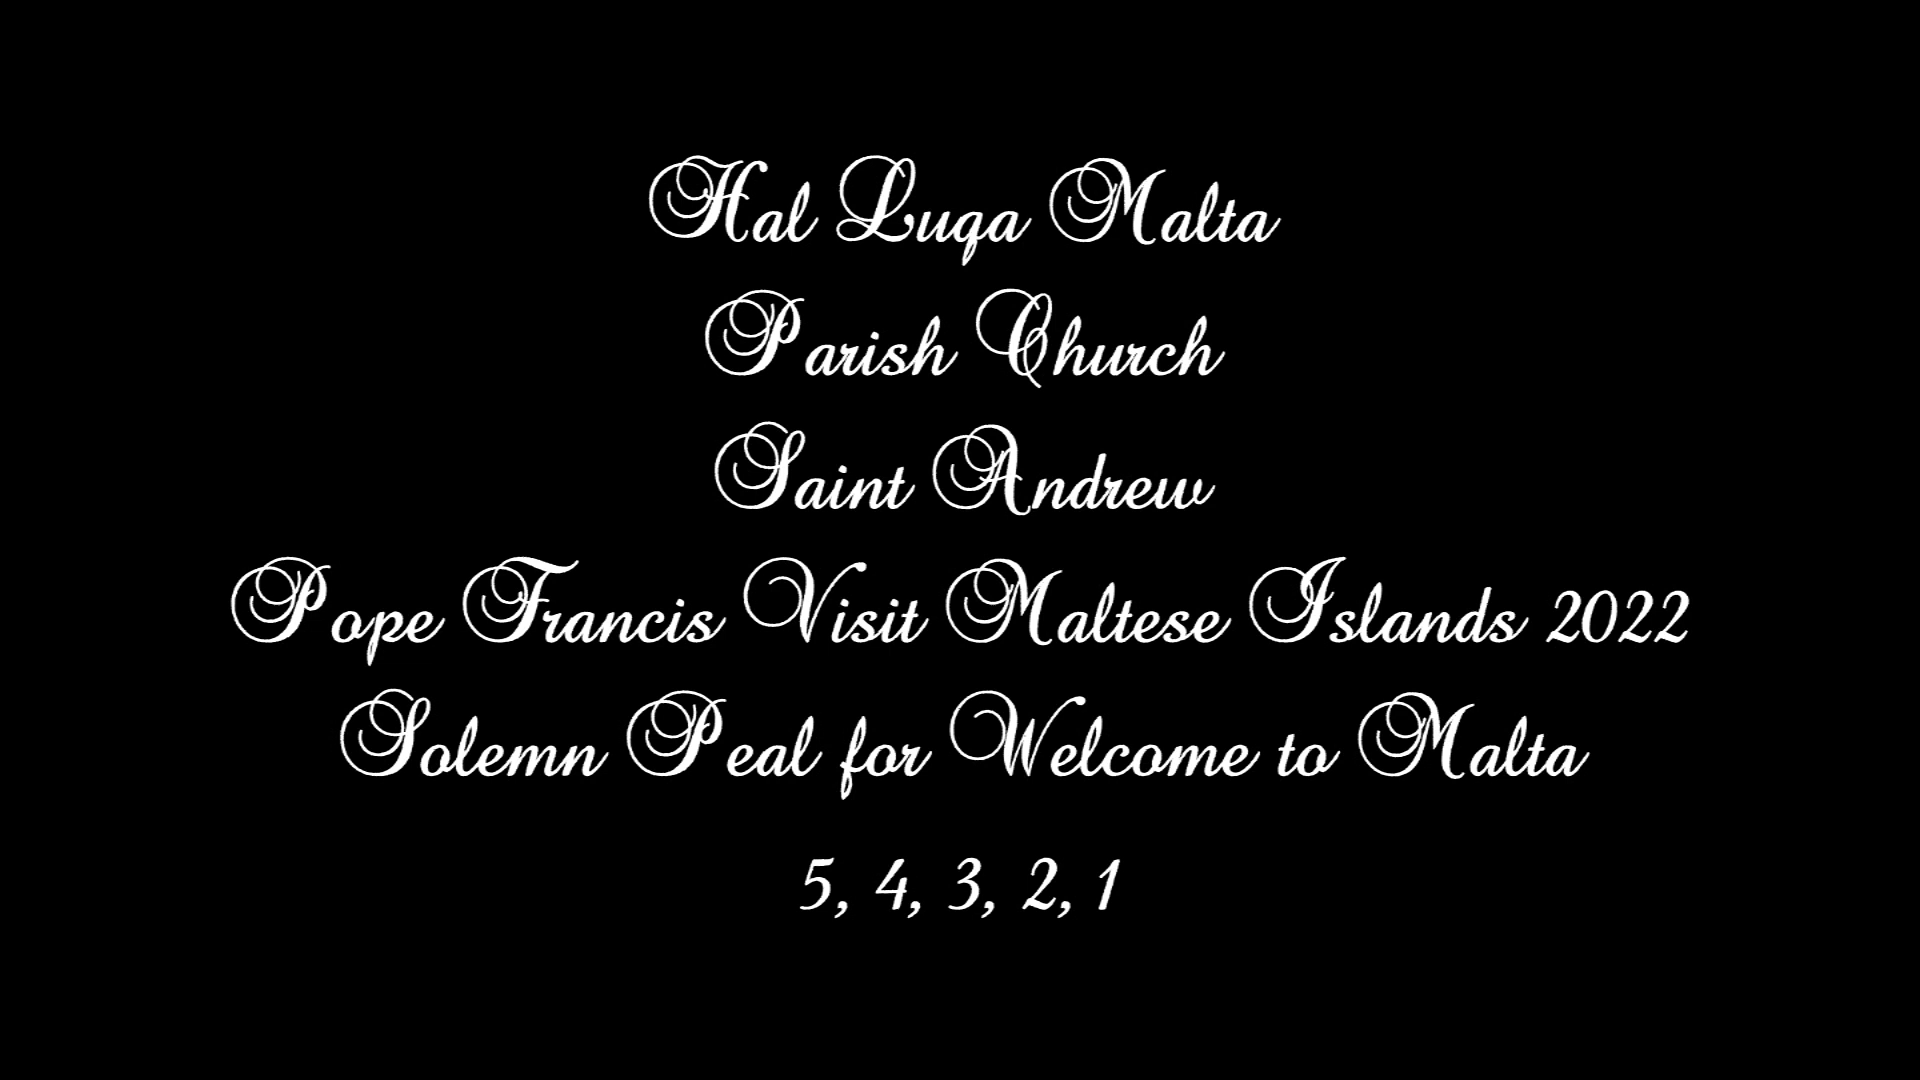 Hal Luqa Malta
Parish Church
Saint Andrew
Pope Francis Visit Maltese Islands 2022
Solemn Peal for Welcome to Malta
5, 4, 3, 2, 1